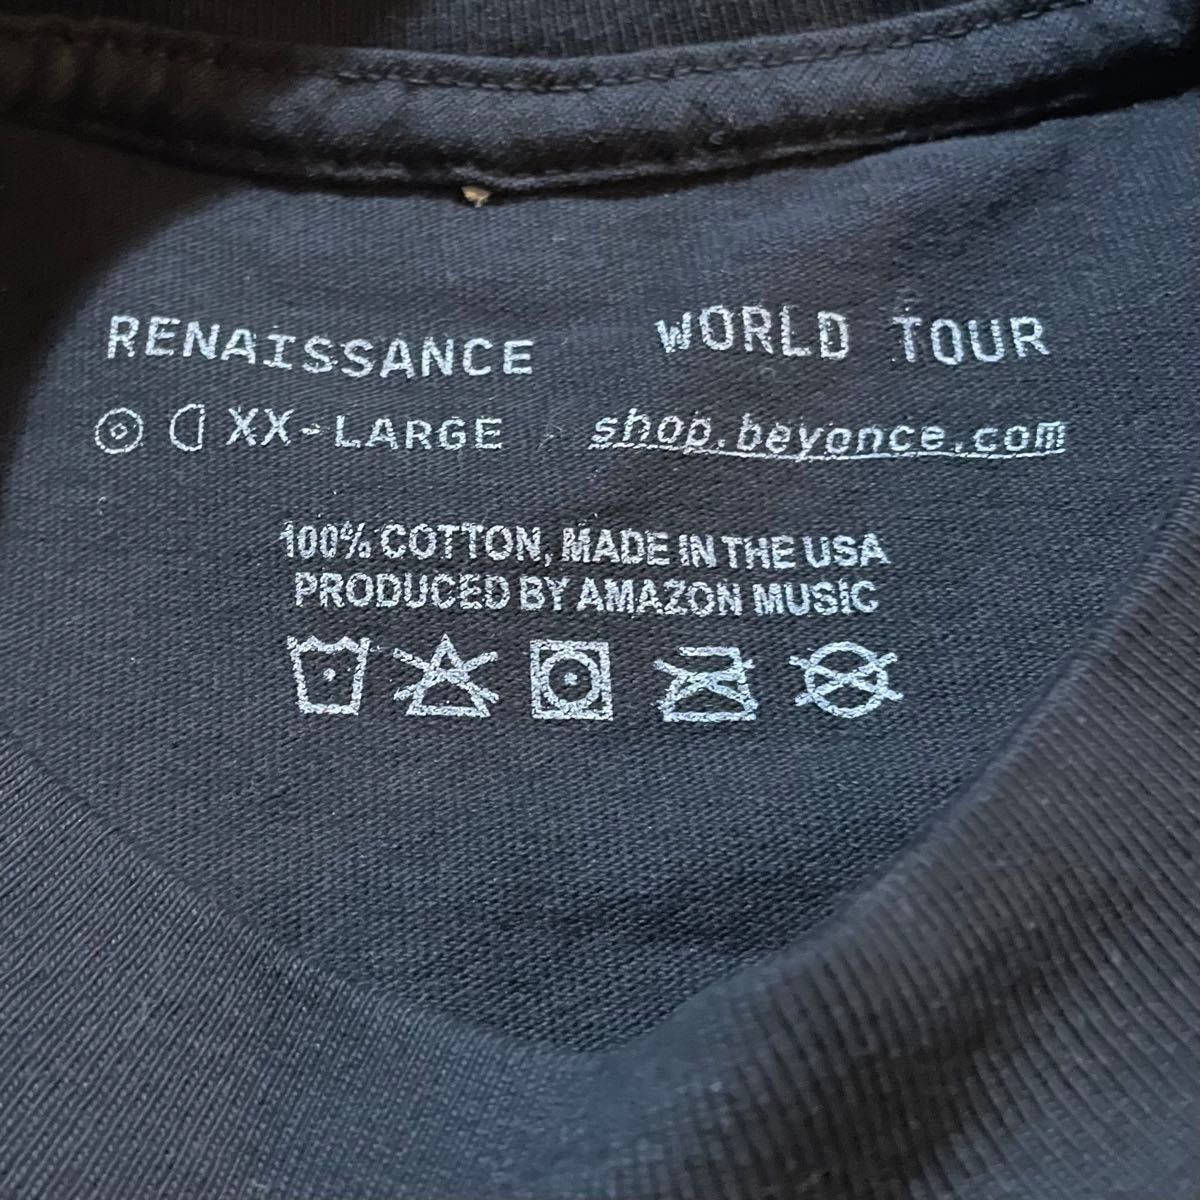 RENAISSANCE WORLD TOUR
XX-LARGE shop.beyonce.com
100% COTTON, MADE IN THE USA
PRODUCED BY AMAZON MUSIC